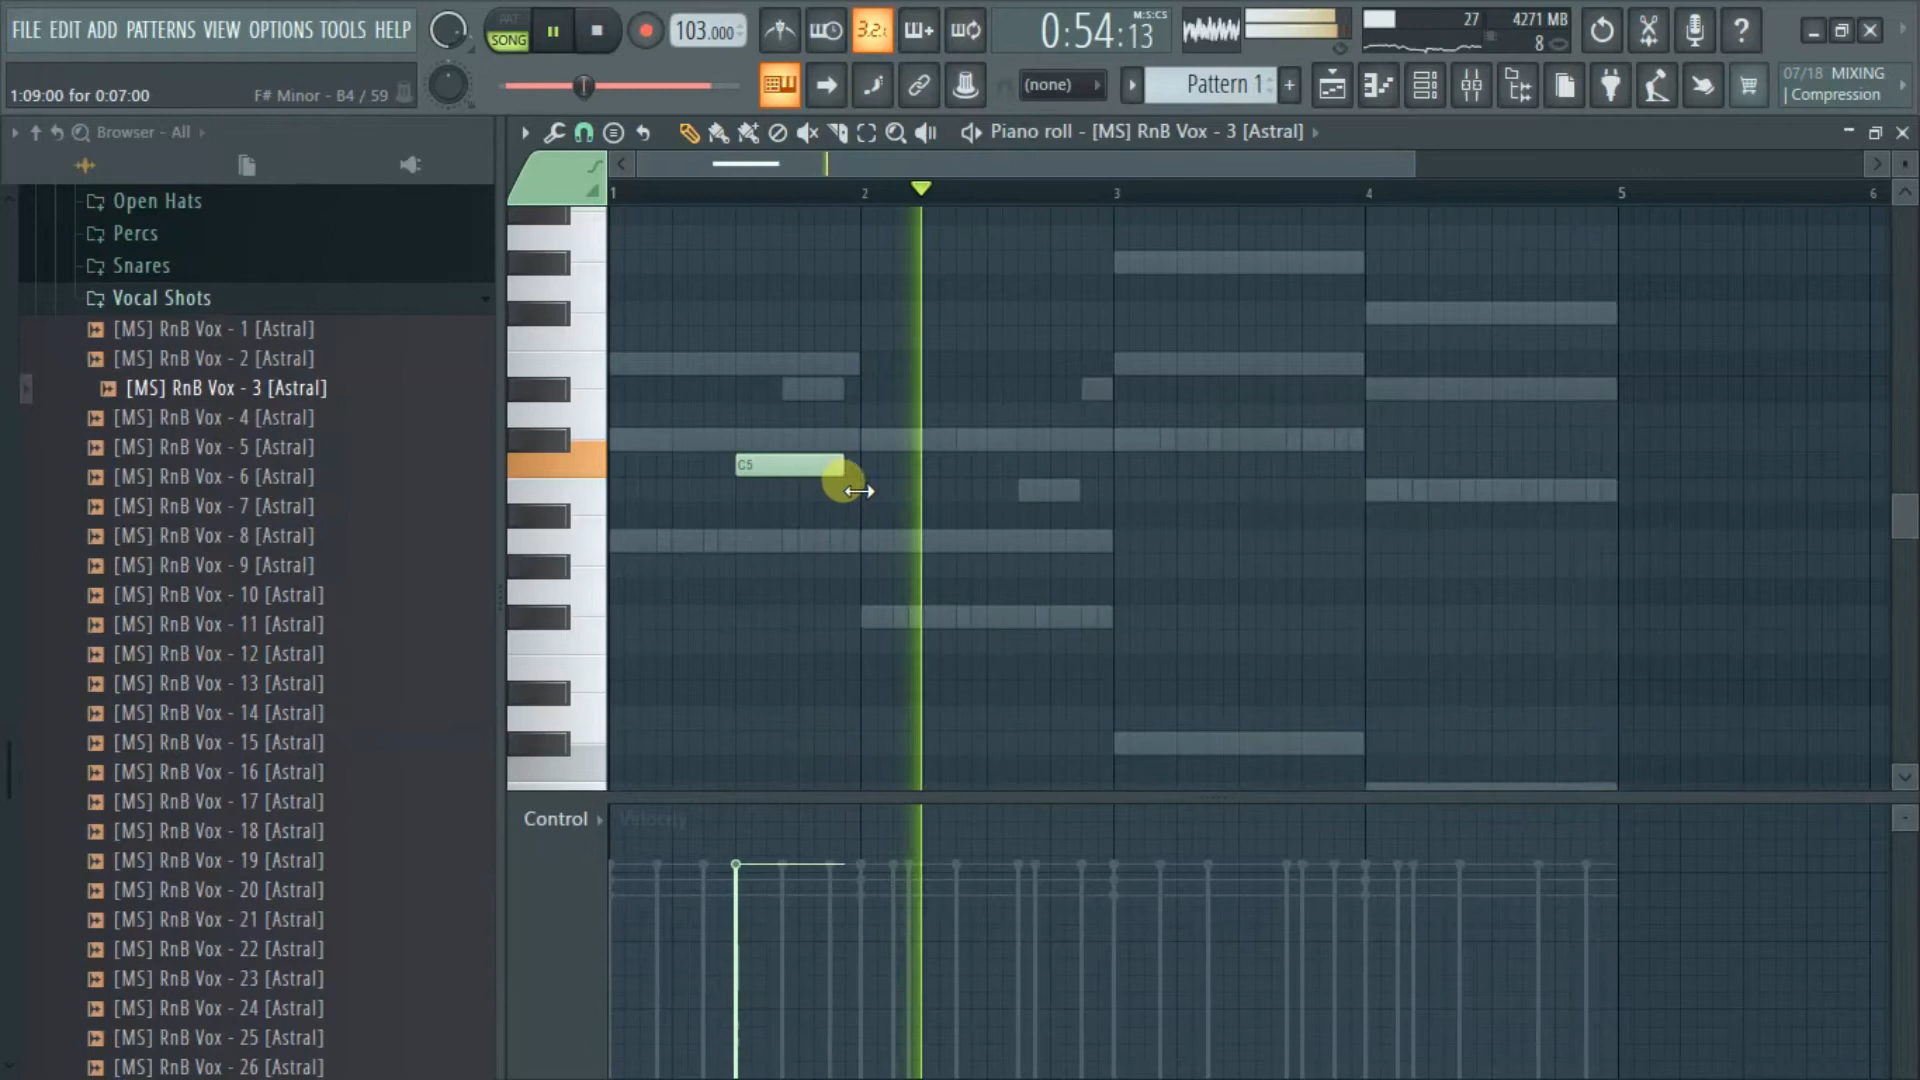 FILE EDIT ADD PATTERNS VIEW OPTIONS TOOLS HELP
PAT
SONG
103.000
3.2.
0:54:13
M:S:CS
27
4271 MB
8
1:09:00 for 0:07:00
F# Minor - B4 / 59
(none)
Pattern 1
07/18 MIXING
| Compression
Browser - All
Piano roll - [MS] RnB Vox - 3 [Astral]
1 2 3 4 5 6
Open Hats
Percs
Snares
Vocal Shots
[MS] RnB Vox - 1 [Astral]
[MS] RnB Vox - 2 [Astral]
[MS] RnB Vox - 3 [Astral]
[MS] RnB Vox - 4 [Astral]
[MS] RnB Vox - 5 [Astral]
[MS] RnB Vox - 6 [Astral]
[MS] RnB Vox - 7 [Astral]
[MS] RnB Vox - 8 [Astral]
[MS] RnB Vox - 9 [Astral]
[MS] RnB Vox - 10 [Astral]
[MS] RnB Vox - 11 [Astral]
[MS] RnB Vox - 12 [Astral]
[MS] RnB Vox - 13 [Astral]
[MS] RnB Vox - 14 [Astral]
[MS] RnB Vox - 15 [Astral]
[MS] RnB Vox - 16 [Astral]
[MS] RnB Vox - 17 [Astral]
[MS] RnB Vox - 18 [Astral]
[MS] RnB Vox - 19 [Astral]
[MS] RnB Vox - 20 [Astral]
[MS] RnB Vox - 21 [Astral]
[MS] RnB Vox - 22 [Astral]
[MS] RnB Vox - 23 [Astral]
[MS] RnB Vox - 24 [Astral]
[MS] RnB Vox - 25 [Astral]
[MS] RnB Vox - 26 [Astral]
C5
Control
Velocity